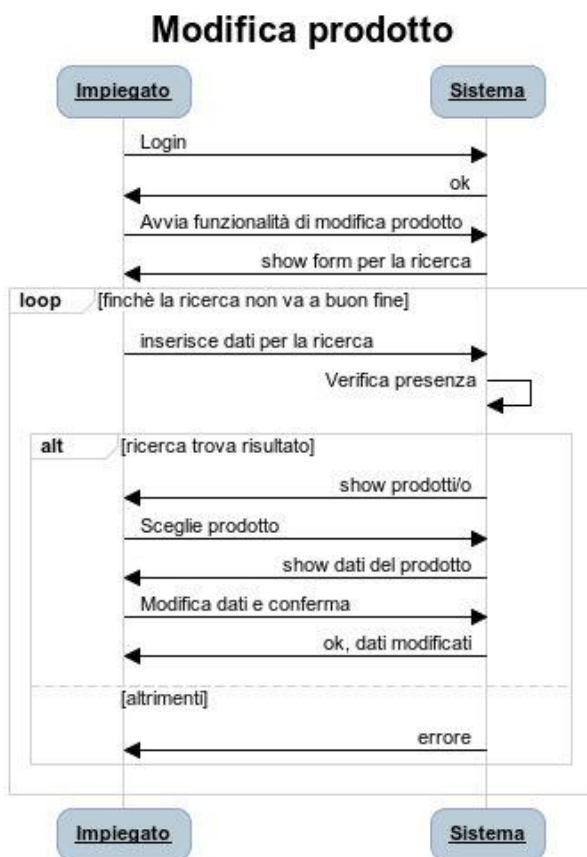 Modifica prodotto
Impiegato
Sistema
Login
ok
Avvia funzionalità di modifica prodotto
show form per la ricerca
loop
[finchè la ricerca non va a buon fine]
inserisce dati per la ricerca
Verifica presenza
alt
[ricerca trova risultato]
show prodotti/o
Sceglie prodotto
show dati del prodotto
Modifica dati e conferma
ok, dati modificati
[altrimenti]
errore
Impiegato
Sistema